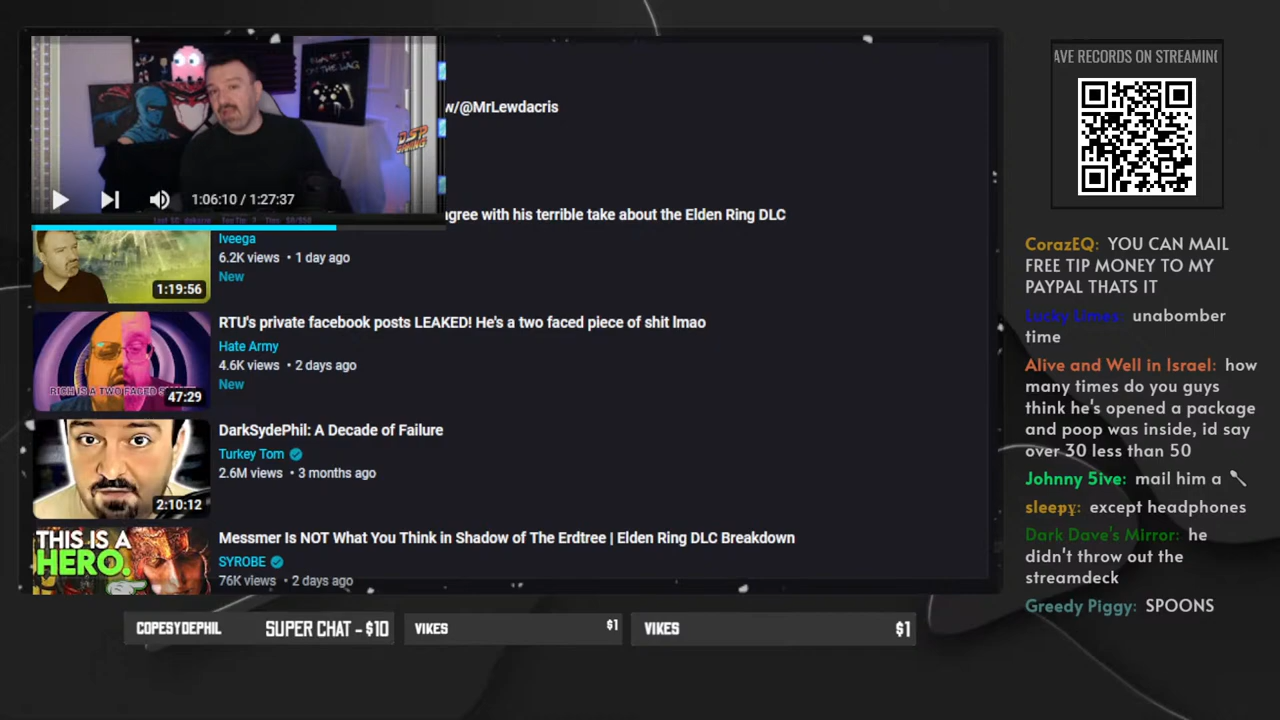 AVE RECORDS ON STREAMING
DSP
GAMING
1:06:10 / 1:27:37
w/@MrLewdacris
gree with his terrible take about the Elden Ring DLC
Iveega
6.2K views • 1 day ago
New
1:19:56
RTU's private facebook posts LEAKED! He's a two faced piece of shit lmao
Hate Army
4.6K views • 2 days ago
New
RICH IS A TWO FACED
47:29
DarkSydePhil: A Decade of Failure
Turkey Tom
2.6M views • 3 months ago
2:10:12
THIS IS A
HERO.
Messmer Is NOT What You Think in Shadow of The Erdtree | Elden Ring DLC Breakdown
SYROBE
76K views • 2 days ago
CorazEQ: YOU CAN MAIL
FREE TIP MONEY TO MY
PAYPAL THATS IT
Lucky Limes: unabomber
time
Alive and Well in Israel: how
many times do you guys
think he's opened a package
and poop was inside, id say
over 30 less than 50
Johnny 5ive: mail him a
sleepy: except headphones
Dark Dave's Mirror: he
didn't throw out the
streamdeck
Greedy Piggy: SPOONS
COPESYDEPHIL SUPER CHAT - $10
VIKES $1
VIKES $1